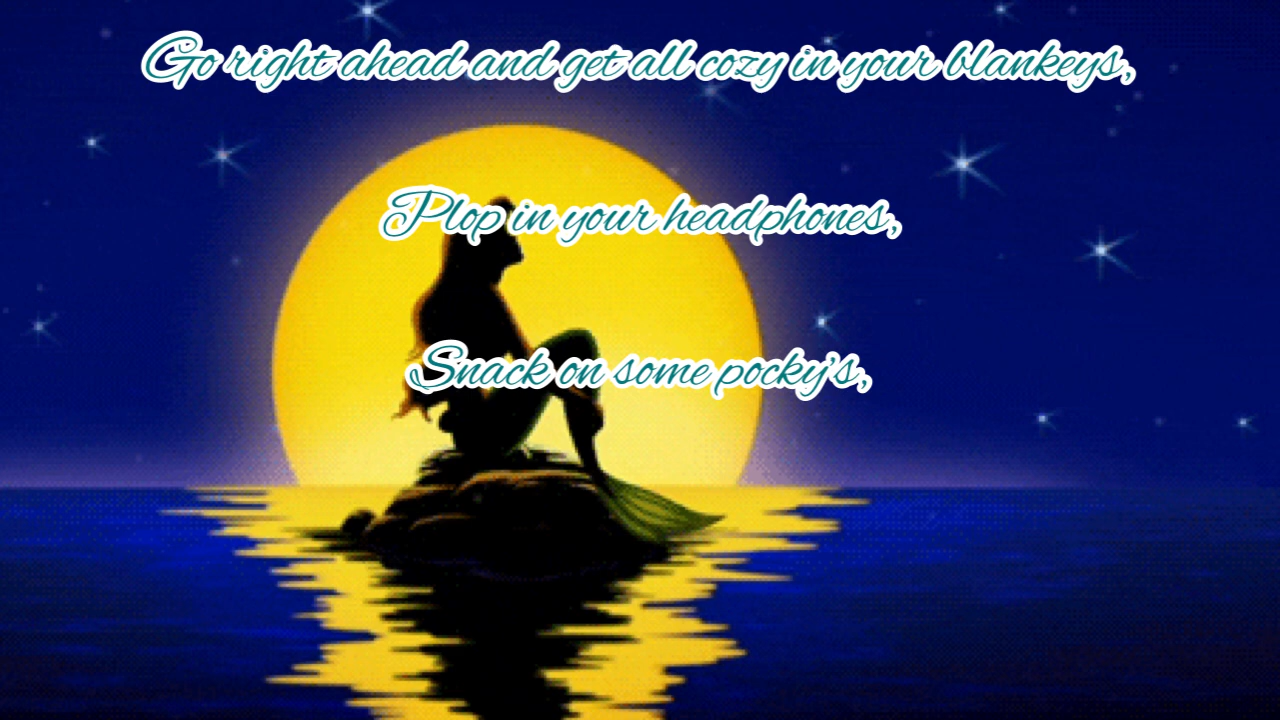 Go right ahead and get all cozy in your blankeys,
Plop in your headphones,
Snack on some pocky's,